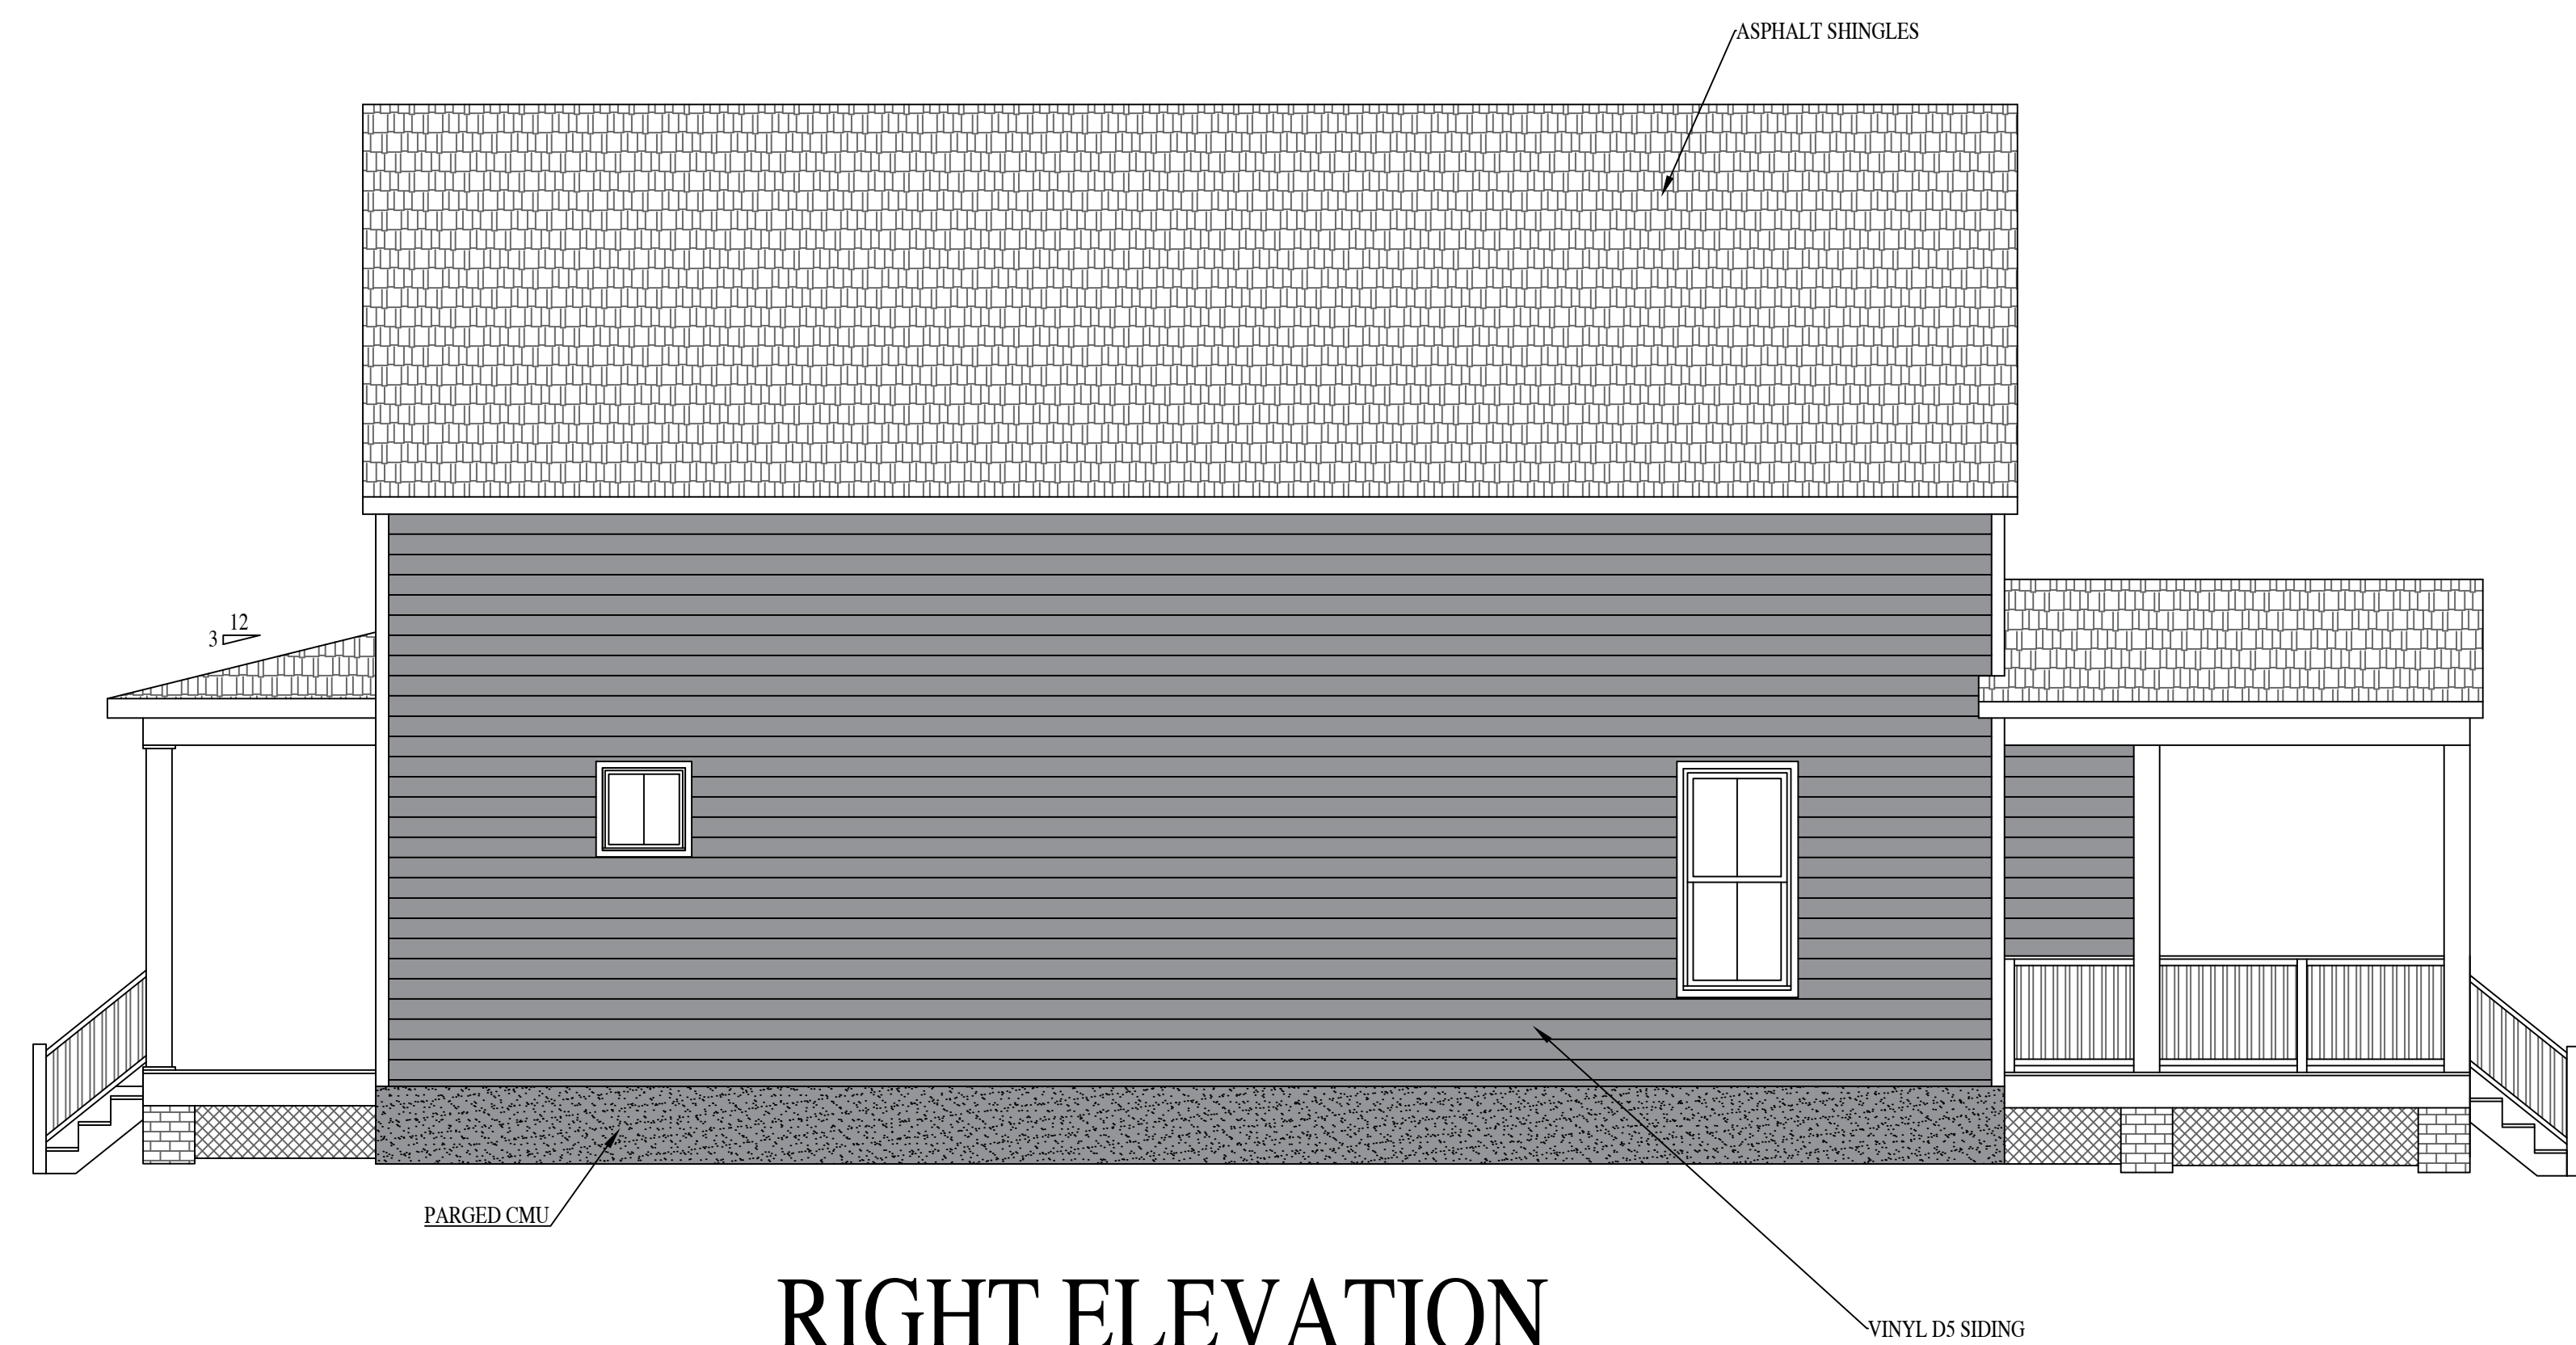 ASPHALT SHINGLES
12
3
PARGED CMU
RIGHT ELEVATION
VINYL D5 SIDING